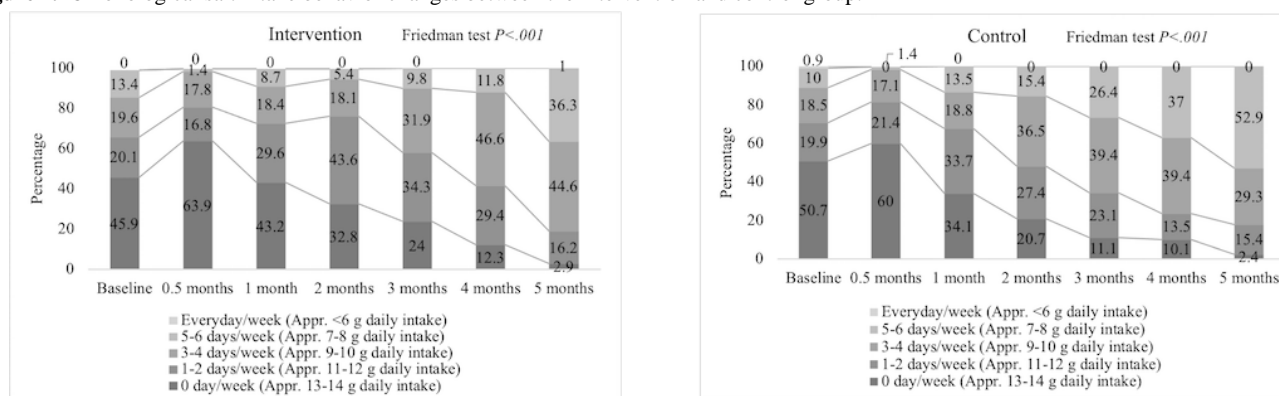 Intervention Friedman test P<.001
100
80
60
40
20
0
Percentage
0 0 0 0 0 0 1
13.4 1.4 8.7 5.4 9.8 11.8 36.3
19.6 17.8 18.4 18.1 31.9 46.6 44.6
20.1 16.8 29.6 43.6 34.3 29.4 16.2
45.9 63.9 43.2 32.8 24 12.3 2.9
Baseline 0.5 months 1 month 2 months 3 months 4 months 5 months
Everyday/week (Appr. <6 g daily intake)
5-6 days/week (Appr. 7-8 g daily intake)
3-4 days/week (Appr. 9-10 g daily intake)
1-2 days/week (Appr. 11-12 g daily intake)
0 day/week (Appr. 13-14 g daily intake)
Control Friedman test P<.001
100
80
60
40
20
0
Percentage
0.9 0 1.4 0 0 0 0 0
10 13.5 15.4 26.4 37 52.9
18.5 17.1 18.8 36.5 39.4 39.4 29.3
19.9 21.4 33.7 27.4 23.1 13.5 15.4
50.7 60 34.1 20.7 11.1 10.1 2.4
Baseline 0.5 months 1 month 2 months 3 months 4 months 5 months
Everyday/week (Appr. <6 g daily intake)
5-6 days/week (Appr. 7-8 g daily intake)
3-4 days/week (Appr. 9-10 g daily intake)
1-2 days/week (Appr. 11-12 g daily intake)
0 day/week (Appr. 13-14 g daily intake)